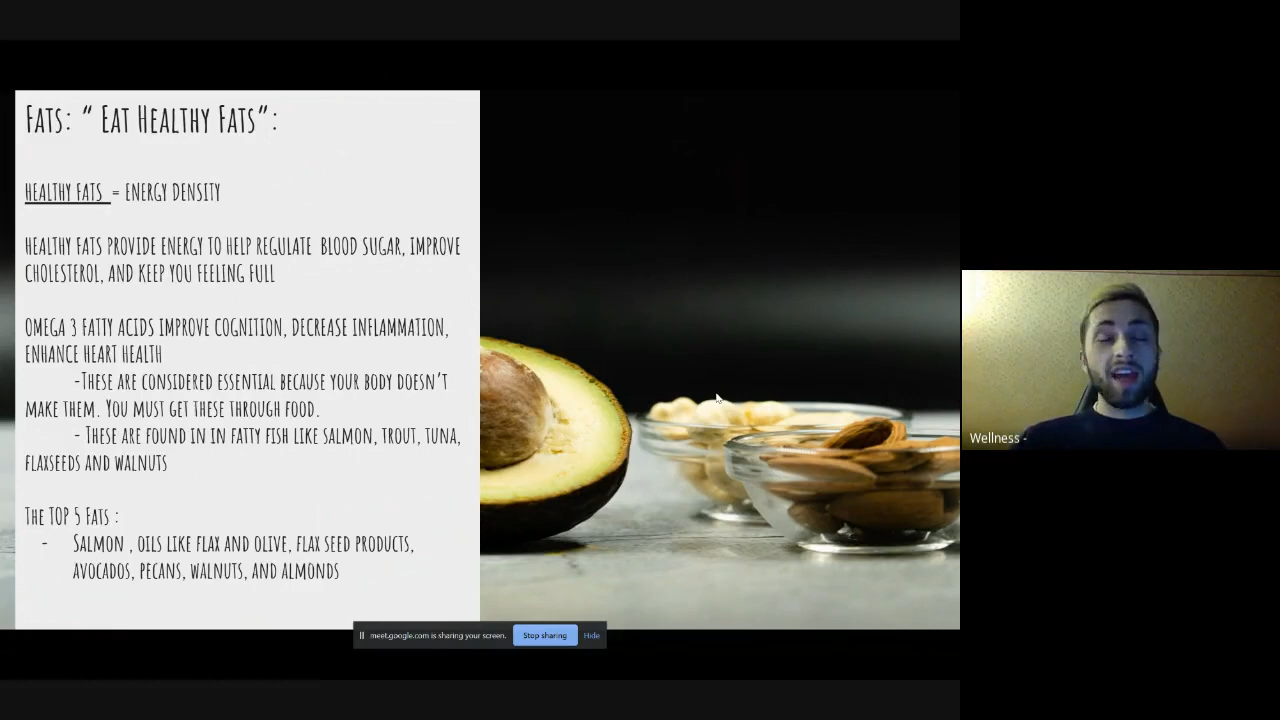 Fats: " Eat Healthy Fats":
HEALTHY FATS = ENERGY DENSITY
HEALTHY FATS PROVIDE ENERGY TO HELP REGULATE BLOOD SUGAR, IMPROVE
CHOLESTEROL, AND KEEP YOU FEELING FULL
OMEGA 3 FATTY ACIDS IMPROVE COGNITION, DECREASE INFLAMMATION,
ENHANCE HEART HEALTH
-These are considered essential because your body doesn't
make them. You must get these through food.
- These are found in in fatty fish like salmon, trout, tuna,
flaxseeds and walnuts
The TOP 5 Fats :
- Salmon , oils like flax and olive, flax seed products,
avocados, pecans, walnuts, and almonds
meet.google.com is sharing your screen. Stop sharing Hide
Wellness -